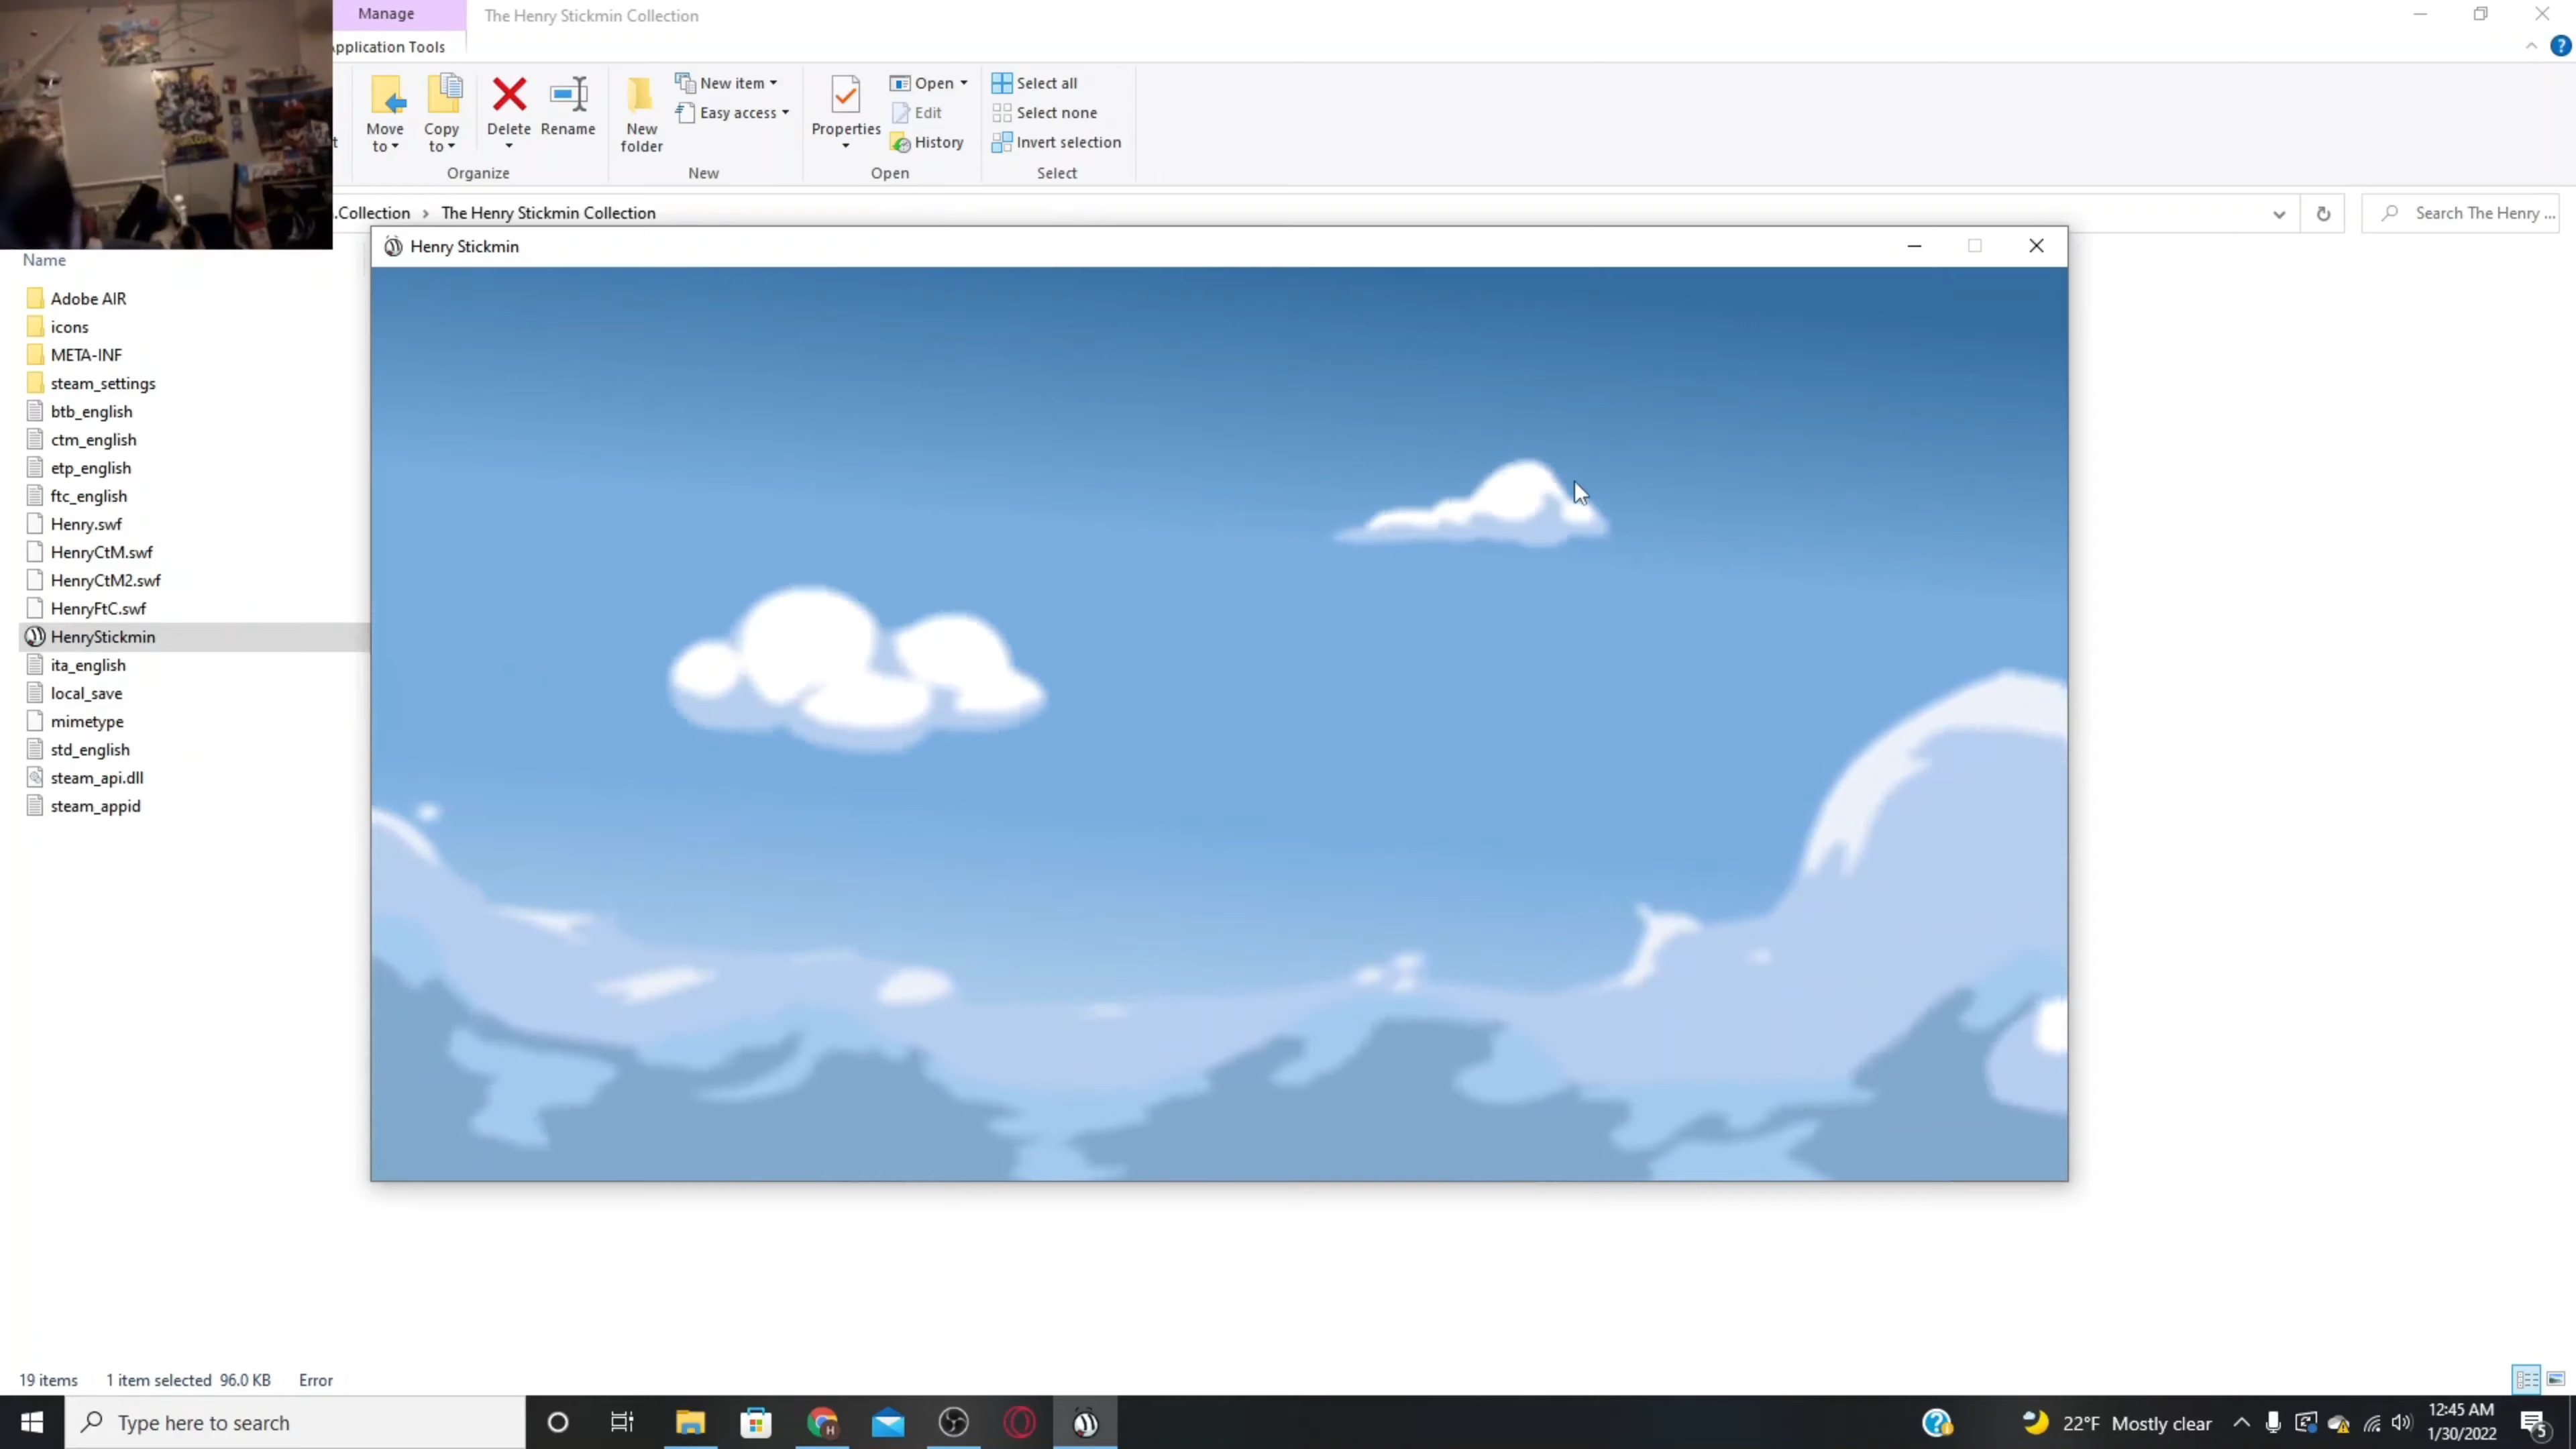 Manage
The Henry Stickmin Collection
Application Tools
Move to
Copy to
Delete
Rename
New folder
New item
Easy access
Properties
Open
Edit
History
Select all
Select none
Invert selection
Organize
New
Open
Select
.Collection > The Henry Stickmin Collection
Search The Henry ...
Name
Henry Stickmin
Adobe AIR
icons
META-INF
steam_settings
btb_english
ctm_english
etp_english
ftc_english
Henry.swf
HenryCtM.swf
HenryCtM2.swf
HenryFtC.swf
HenryStickmin
ita_english
local_save
mimetype
std_english
steam_api.dll
steam_appid
19 items 1 item selected 96.0 KB Error
Type here to search
H
22°F Mostly clear
12:45 AM
1/30/2022
5